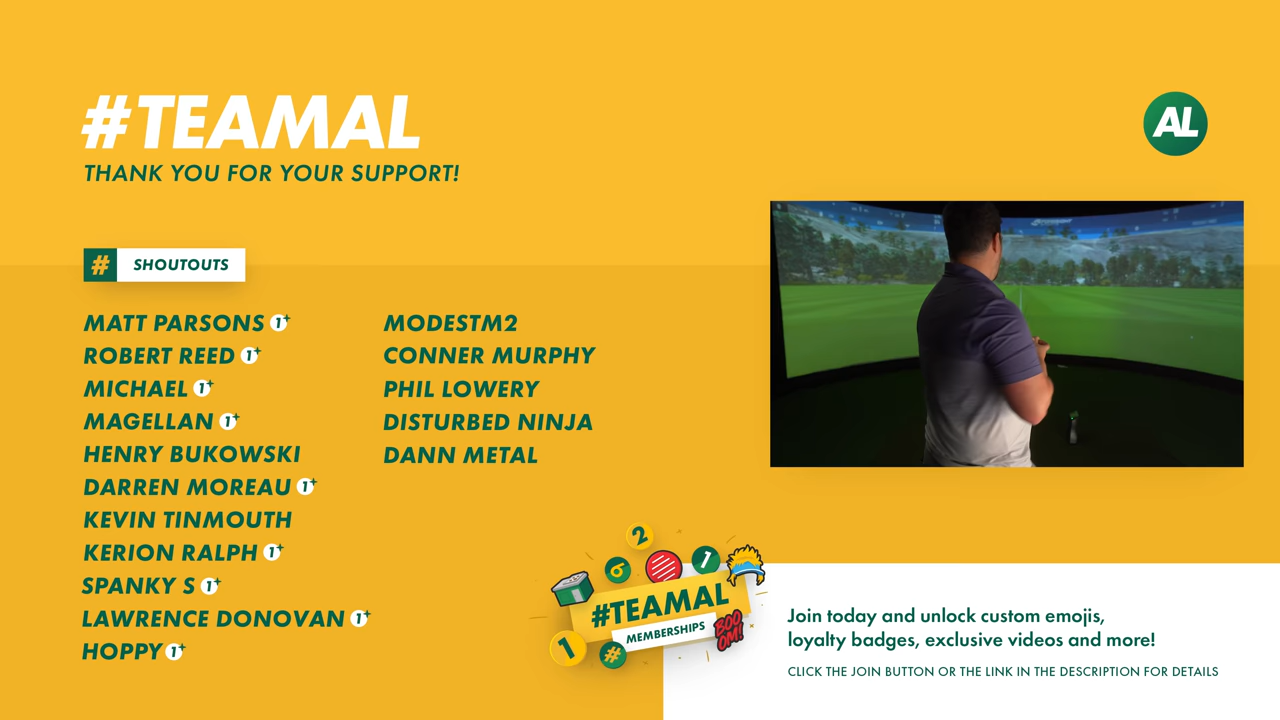 #TEAMAL
THANK YOU FOR YOUR SUPPORT!
AL
# SHOUTOUTS
MATT PARSONS 1+
ROBERT REED 1+
MICHAEL 1+
MAGELLAN 1+
HENRY BUKOWSKI
DARREN MOREAU 1+
KEVIN TINMOUTH
KERION RALPH 1+
SPANKY S 1+
LAWRENCE DONOVAN 1+
HOPPY 1+
MODESTM2
CONNER MURPHY
PHIL LOWERY
DISTURBED NINJA
DANN METAL
2
6
1
#TEAMAL
MEMBERSHIPS
BOO
OM!
1
#
Join today and unlock custom emojis,
loyalty badges, exclusive videos and more!
CLICK THE JOIN BUTTON OR THE LINK IN THE DESCRIPTION FOR DETAILS